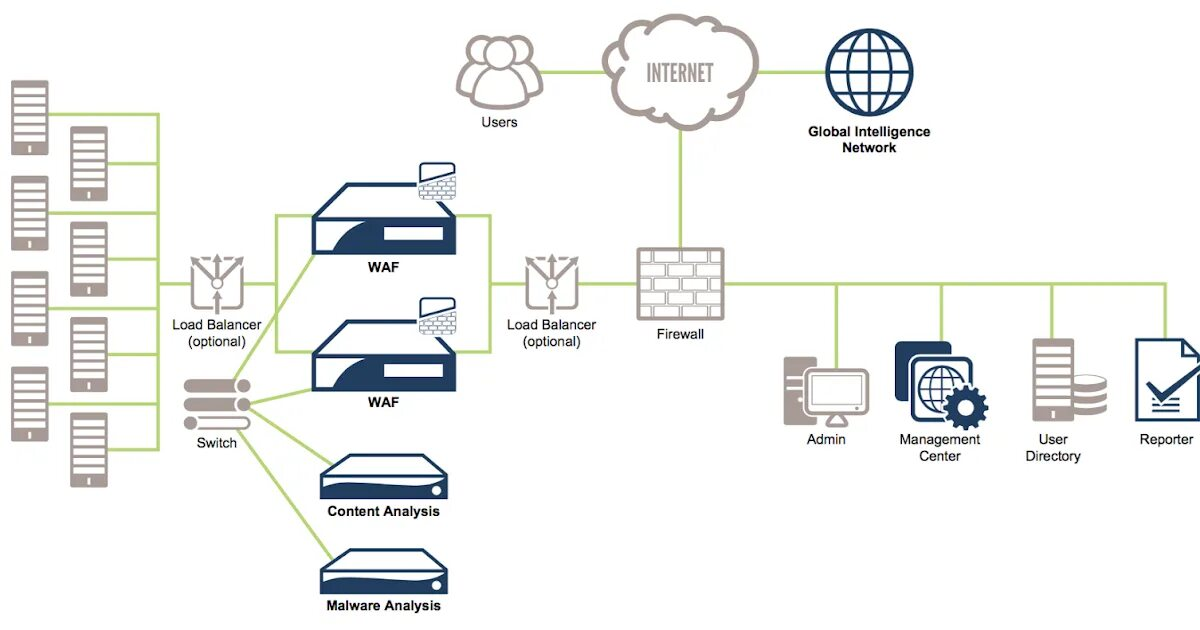 INTERNET
Users
Global Intelligence
Network
WAF
Load Balancer
(optional)
Load Balancer
(optional)
Firewall
WAF
Switch
Admin
Management
Center
User
Directory
Reporter
Content Analysis
Malware Analysis